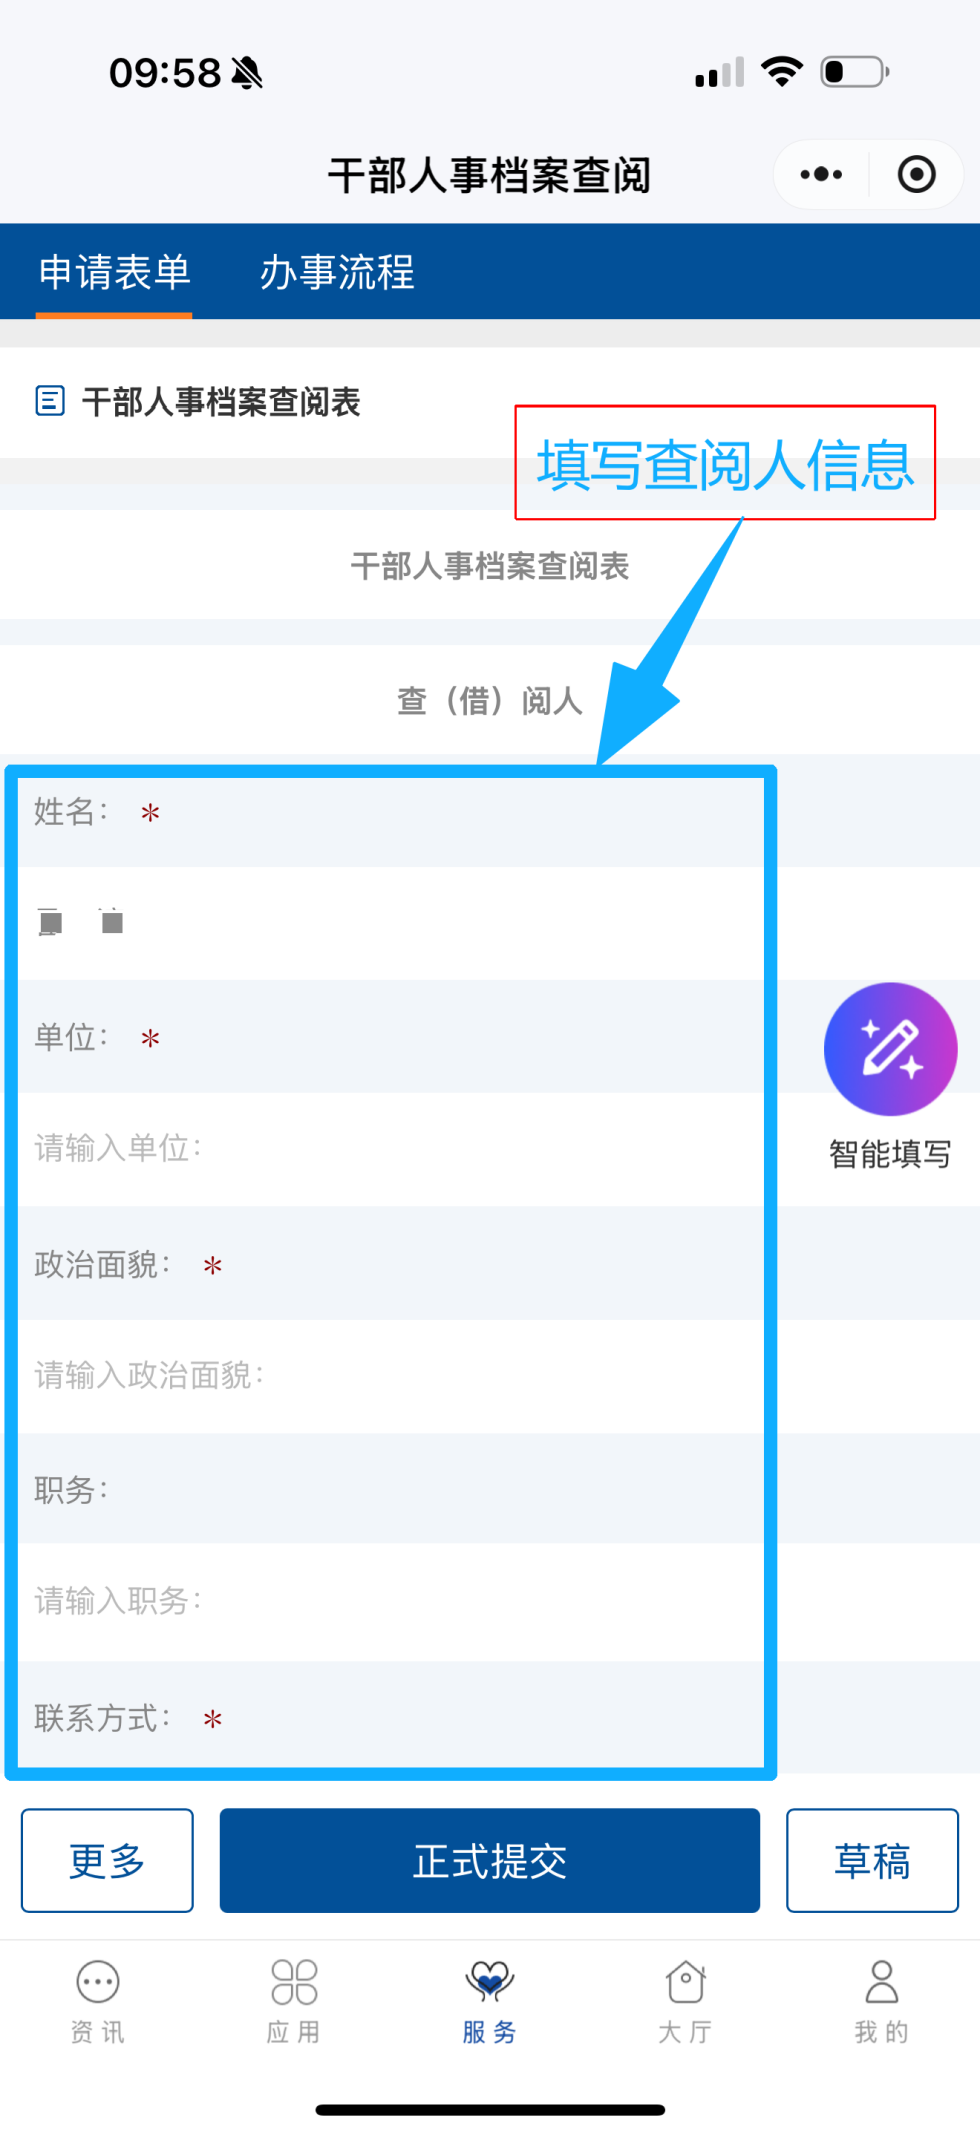 09:58
干部人事档案查阅
申请表单 办事流程
干部人事档案查阅表
填写查阅人信息
干部人事档案查阅表
查（借）阅人
姓名： *
单位： *
请输入单位：
智能填写
政治面貌： *
请输入政治面貌：
职务：
请输入职务：
联系方式： *
更多 正式提交 草稿
资讯 应用 服务 大厅 我的